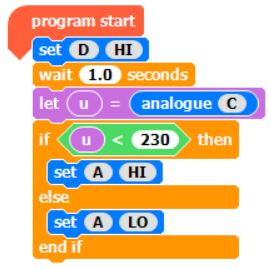 program start
set D HI
wait 1.0 seconds
let u = analogue C
if u < 230 then
set A HI
else
set A LO
end if